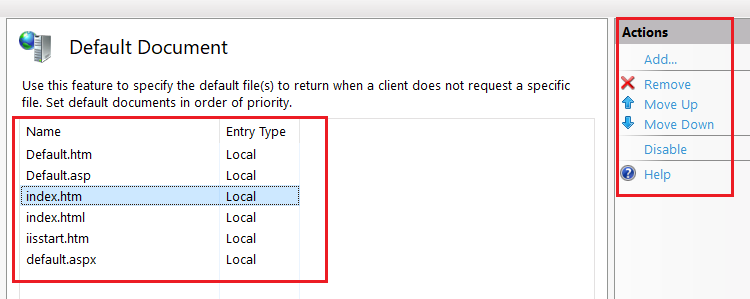 Default Document
Use this feature to specify the default file(s) to return when a client does not request a specific
file. Set default documents in order of priority.
Name Entry Type
Default.htm Local
Default.asp Local
index.htm Local
index.html Local
iisstart.htm Local
default.aspx Local
Actions
Add...
Remove
Move Up
Move Down
Disable
Help